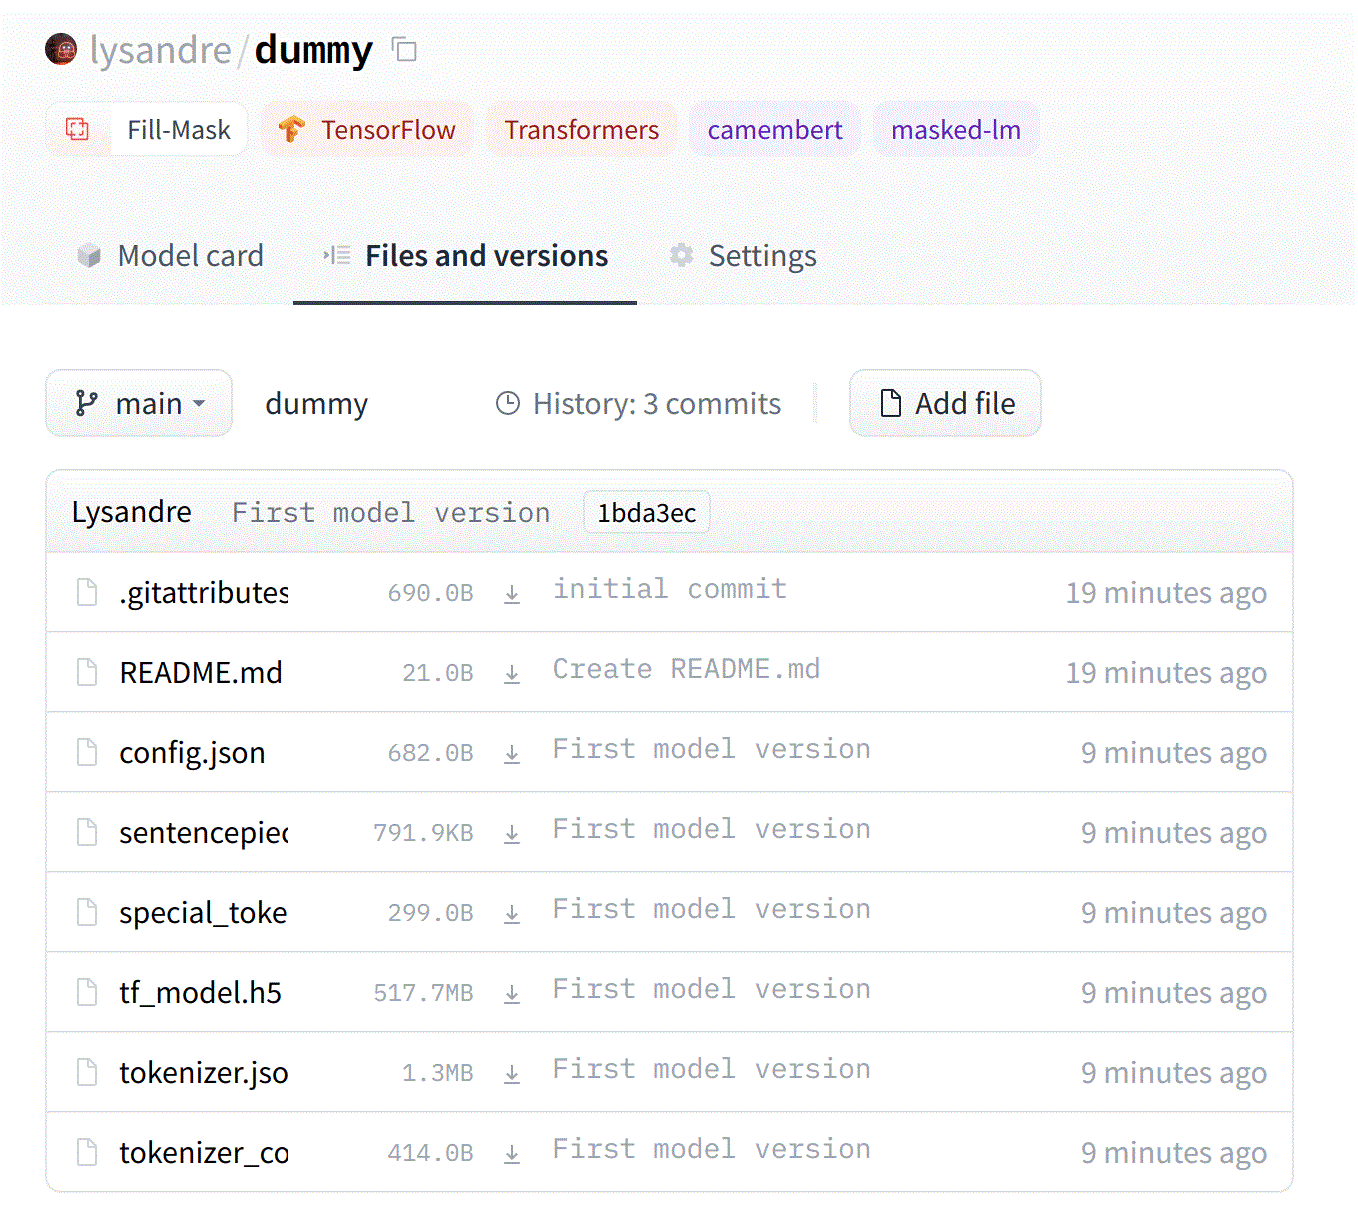 lysandre/dummy
Fill-Mask TensorFlow Transformers camembert masked-lm
Model card Files and versions Settings
main dummy History: 3 commits Add file
Lysandre First model version 1bda3ec
.gitattributes 690.0B initial commit 19 minutes ago
README.md 21.0B Create README.md 19 minutes ago
config.json 682.0B First model version 9 minutes ago
sentencepiec 791.9KB First model version 9 minutes ago
special_toke 299.0B First model version 9 minutes ago
tf_model.h5 517.7MB First model version 9 minutes ago
tokenizer.jso 1.3MB First model version 9 minutes ago
tokenizer_co 414.0B First model version 9 minutes ago